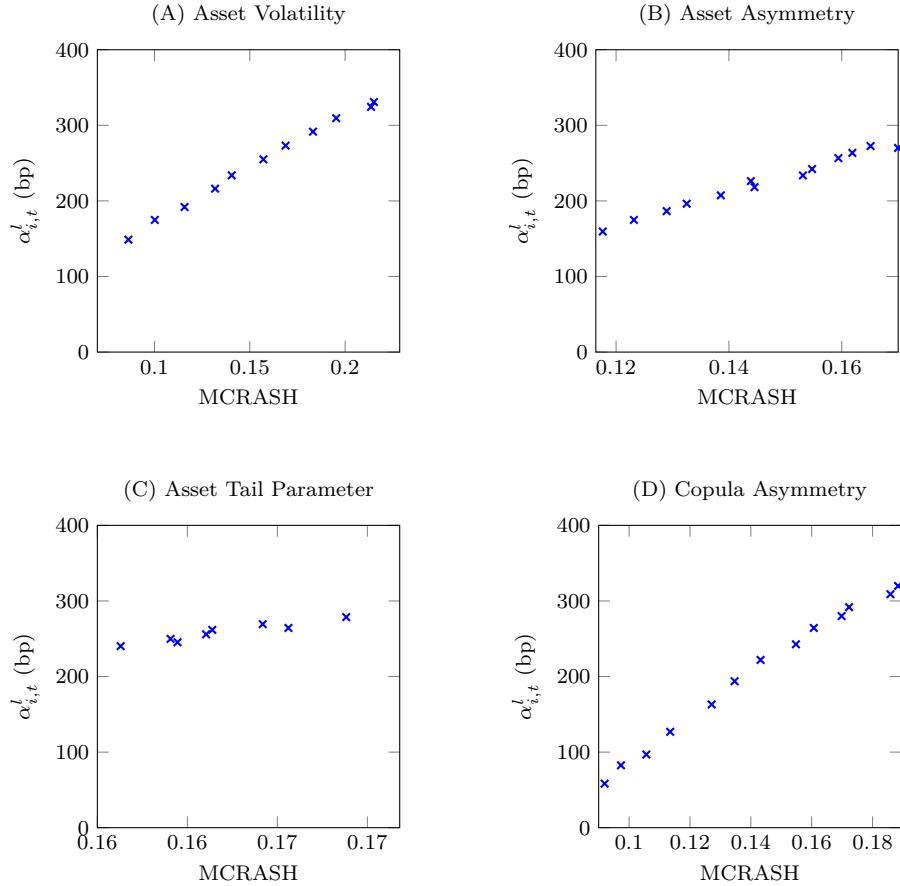 (A) Asset Volatility
400
300
200
100
0
0.1 0.15 0.2
MCRASH
α^l_{i,t} (bp)
(B) Asset Asymmetry
400
300
200
100
0
0.12 0.14 0.16
MCRASH
α^l_{i,t} (bp)
(C) Asset Tail Parameter
400
300
200
100
0
0.16 0.16 0.17 0.17
MCRASH
α^l_{i,t} (bp)
(D) Copula Asymmetry
400
300
200
100
0
0.1 0.12 0.14 0.16 0.18
MCRASH
α^l_{i,t} (bp)